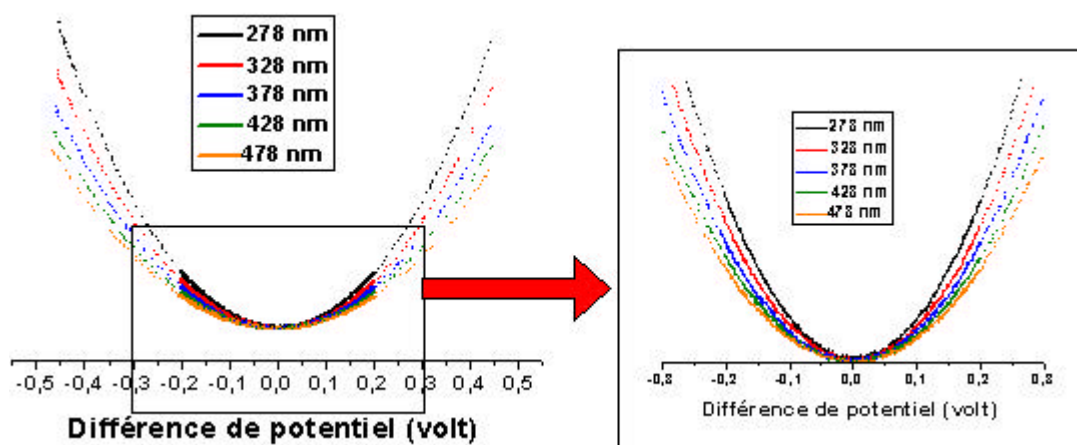 278 nm
328 nm
378 nm
428 nm
478 nm
-0,5 -0,4 -0,3 -0,2 -0,1 0,0 0,1 0,2 0,3 0,4 0,5
Différence de potentiel (volt)
278 nm
328 nm
378 nm
428 nm
478 nm
-0,3 -0,2 -0,1 0,0 0,1 0,2 0,3
Différence de potentiel (volt)